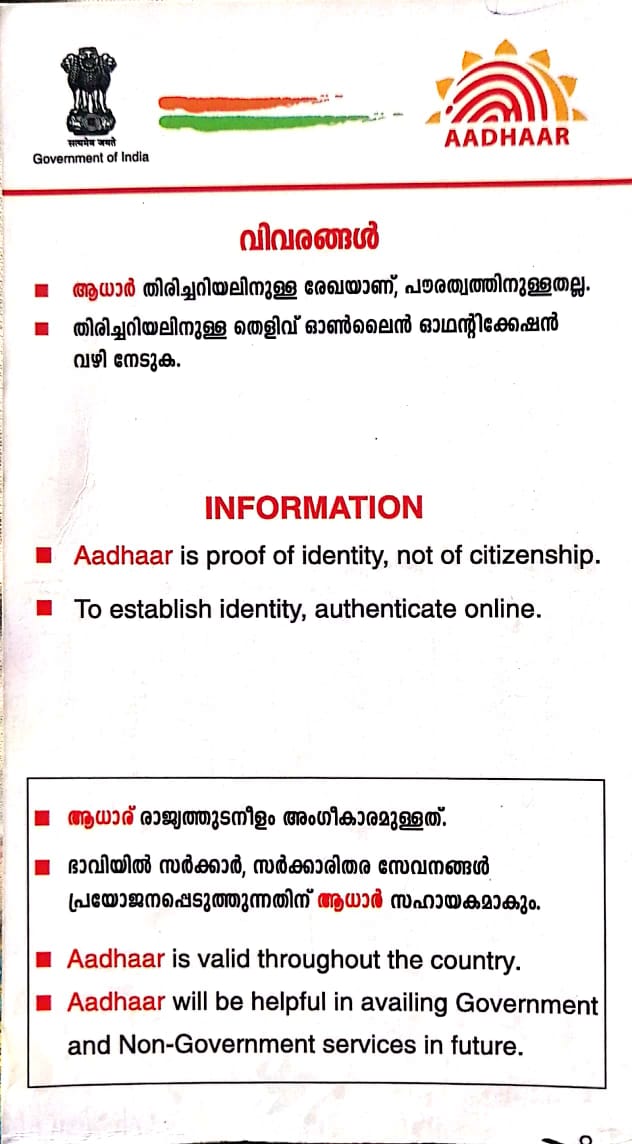 सत्यमेव जयते
Government of India
AADHAAR
വിവരങ്ങൾ
ആധാർ തിരിച്ചറിയലിനുള്ള രേഖയാണ്, പൗരത്വത്തിനുള്ളതല്ല.
തിരിച്ചറിയലിനുള്ള തെളിവ് ഓൺലൈൻ ഓഥന്റിക്കേഷൻ
വഴി നേടുക.
INFORMATION
Aadhaar is proof of identity, not of citizenship.
To establish identity, authenticate online.
ആധാര് രാജ്യത്തുടനീളം അംഗീകാരമുള്ളത്.
ഭാവിയിൽ സർക്കാർ, സർക്കാരിതര സേവനങ്ങൾ
പ്രയോജനപ്പെടുത്തുന്നതിന് ആധാർ സഹായകമാകും.
Aadhaar is valid throughout the country.
Aadhaar will be helpful in availing Government
and Non-Government services in future.